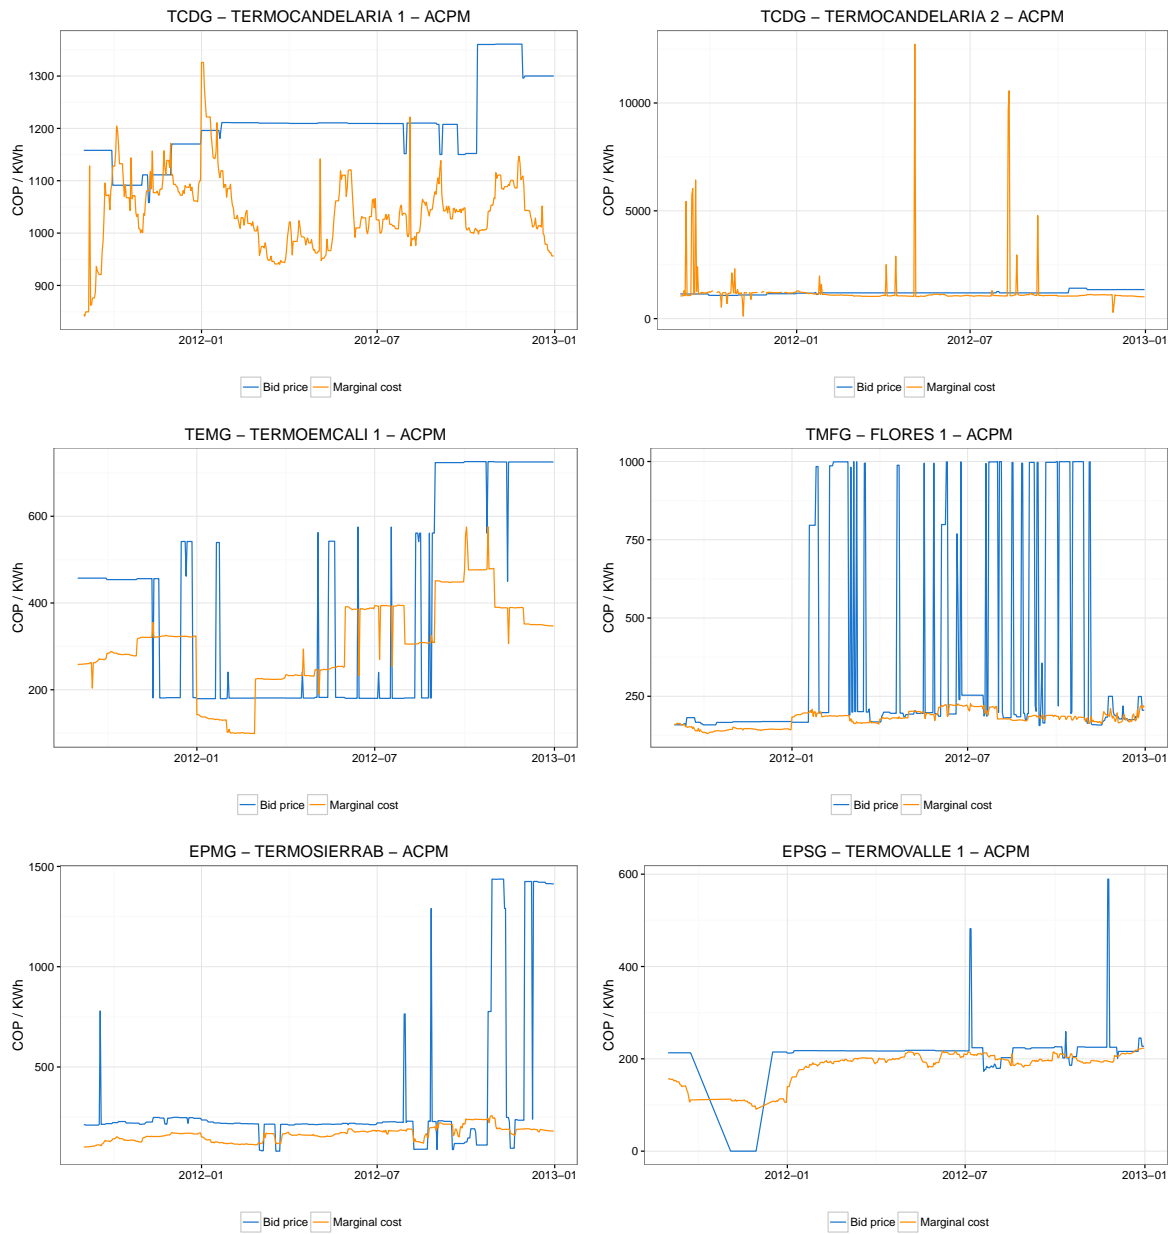 TCDG − TERMOCANDELARIA 1 − ACPM
COP / KWh
1300
1200
1100
1000
900
2012−01
2012−07
2013−01
Bid price
Marginal cost
TCDG − TERMOCANDELARIA 2 − ACPM
COP / KWh
10000
5000
0
2012−01
2012−07
2013−01
Bid price
Marginal cost
TEMG − TERMOEMCALI 1 − ACPM
COP / KWh
600
400
200
2012−01
2012−07
2013−01
Bid price
Marginal cost
TMFG − FLORES 1 − ACPM
COP / KWh
1000
750
500
250
2012−01
2012−07
2013−01
Bid price
Marginal cost
EPMG − TERMOSIERRAB − ACPM
COP / KWh
1500
1000
500
2012−01
2012−07
2013−01
Bid price
Marginal cost
EPSG − TERMOVALLE 1 − ACPM
COP / KWh
600
400
200
0
2012−01
2012−07
2013−01
Bid price
Marginal cost